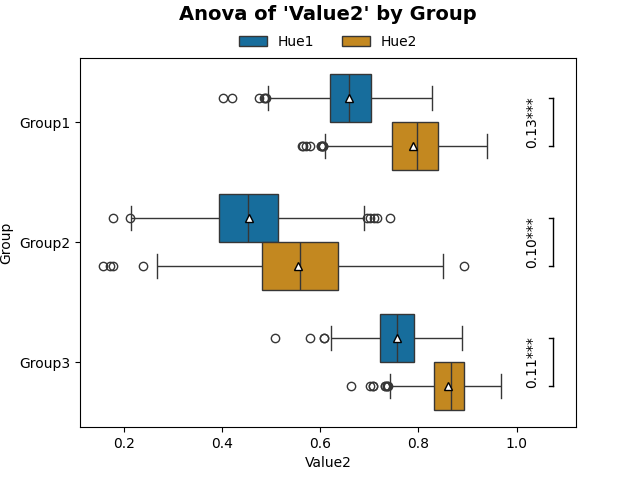 Anova of 'Value2' by Group
Hue1 Hue2
Group1
0.13***
Group2
0.10***
Group
Group3
0.11***
0.2 0.4 0.6 0.8 1.0
Value2